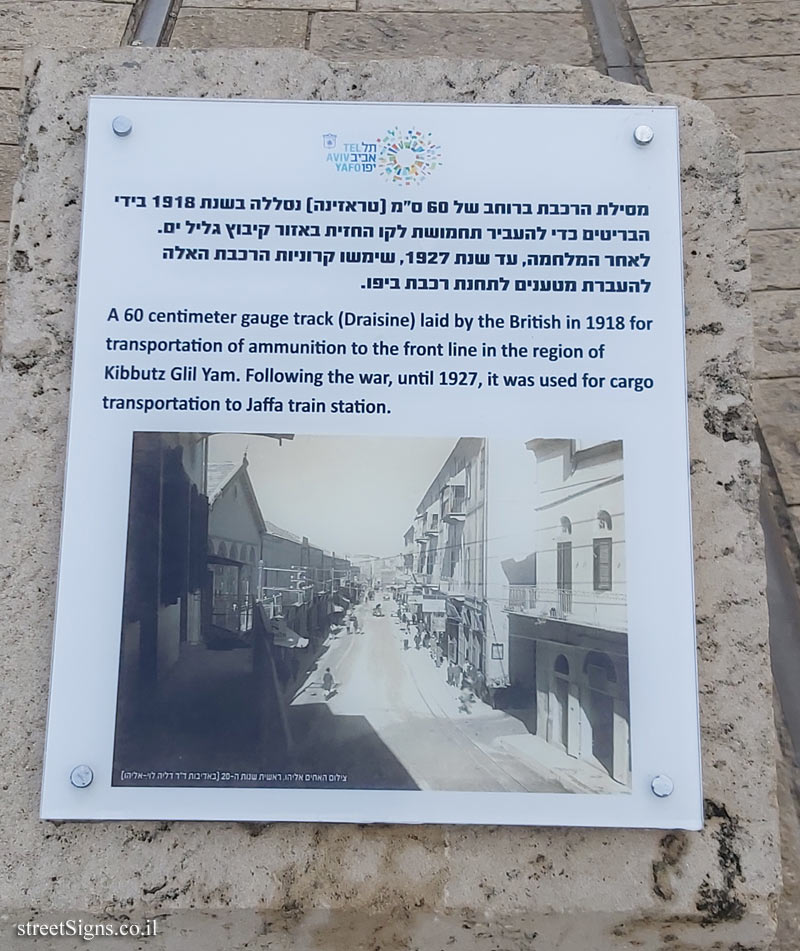 תל
אביב
יפו
TEL
AVIV
YAFO
מסילת הרכבת ברוחב של 60 ס"מ (טראזינה) נסללה בשנת 1918 בידי
הבריטים כדי להעביר תחמושת לקו החזית באזור קיבוץ גליל ים.
לאחר המלחמה, עד שנת 1927, שימשו קרוניות הרכבת האלה
להעברת מטענים לתחנת רכבת ביפו.
A 60 centimeter gauge track (Draisine) laid by the British in 1918 for
transportation of ammunition to the front line in the region of
Kibbutz Glil Yam. Following the war, until 1927, it was used for cargo
transportation to Jaffa train station.
צילום האחים אליהו, ראשית שנות ה-20 (באדיבות ד"ר דליה לוי-אליהו)
streetSigns.co.il